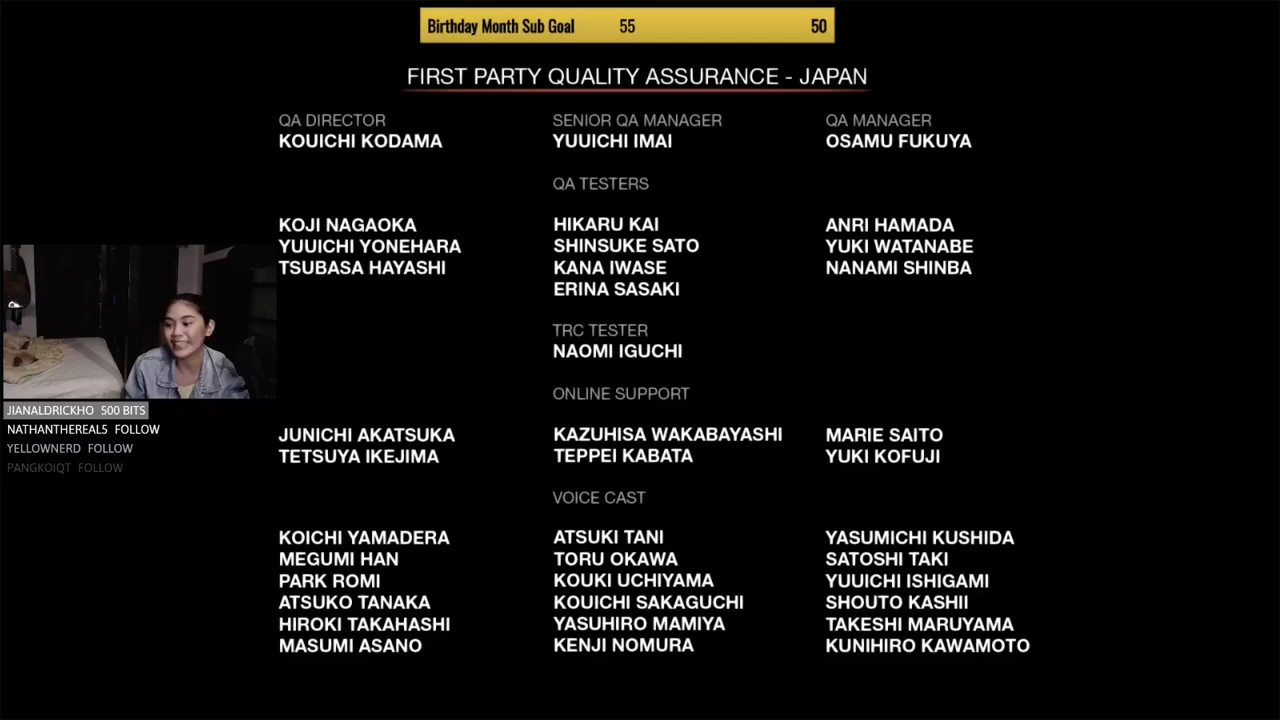 Birthday Month Sub Goal 55 50
FIRST PARTY QUALITY ASSURANCE - JAPAN
QA DIRECTOR SENIOR QA MANAGER QA MANAGER
KOUICHI KODAMA YUUICHI IMAI OSAMU FUKUYA
QA TESTERS
KOJI NAGAOKA HIKARU KAI ANRI HAMADA
YUUICHI YONEHARA SHINSUKE SATO YUKI WATANABE
TSUBASA HAYASHI KANA IWASE NANAMI SHINBA
ERINA SASAKI
TRC TESTER
NAOMI IGUCHI
ONLINE SUPPORT
JUNICHI AKATSUKA KAZUHISA WAKABAYASHI MARIE SAITO
TETSUYA IKEJIMA TEPPEI KABATA YUKI KOFUJI
VOICE CAST
KOICHI YAMADERA ATSUKI TANI YASUMICHI KUSHIDA
MEGUMI HAN TORU OKAWA SATOSHI TAKI
PARK ROMI KOUKI UCHIYAMA YUUICHI ISHIGAMI
ATSUKO TANAKA KOUICHI SAKAGUCHI SHOUTO KASHII
HIROKI TAKAHASHI YASUHIRO MAMIYA TAKESHI MARUYAMA
MASUMI ASANO KENJI NOMURA KUNIHIRO KAWAMOTO
JIANALDRICKHO 500 BITS
NATHANTHEREAL5 FOLLOW
YELLOWNERD FOLLOW
PANGKOIQT FOLLOW